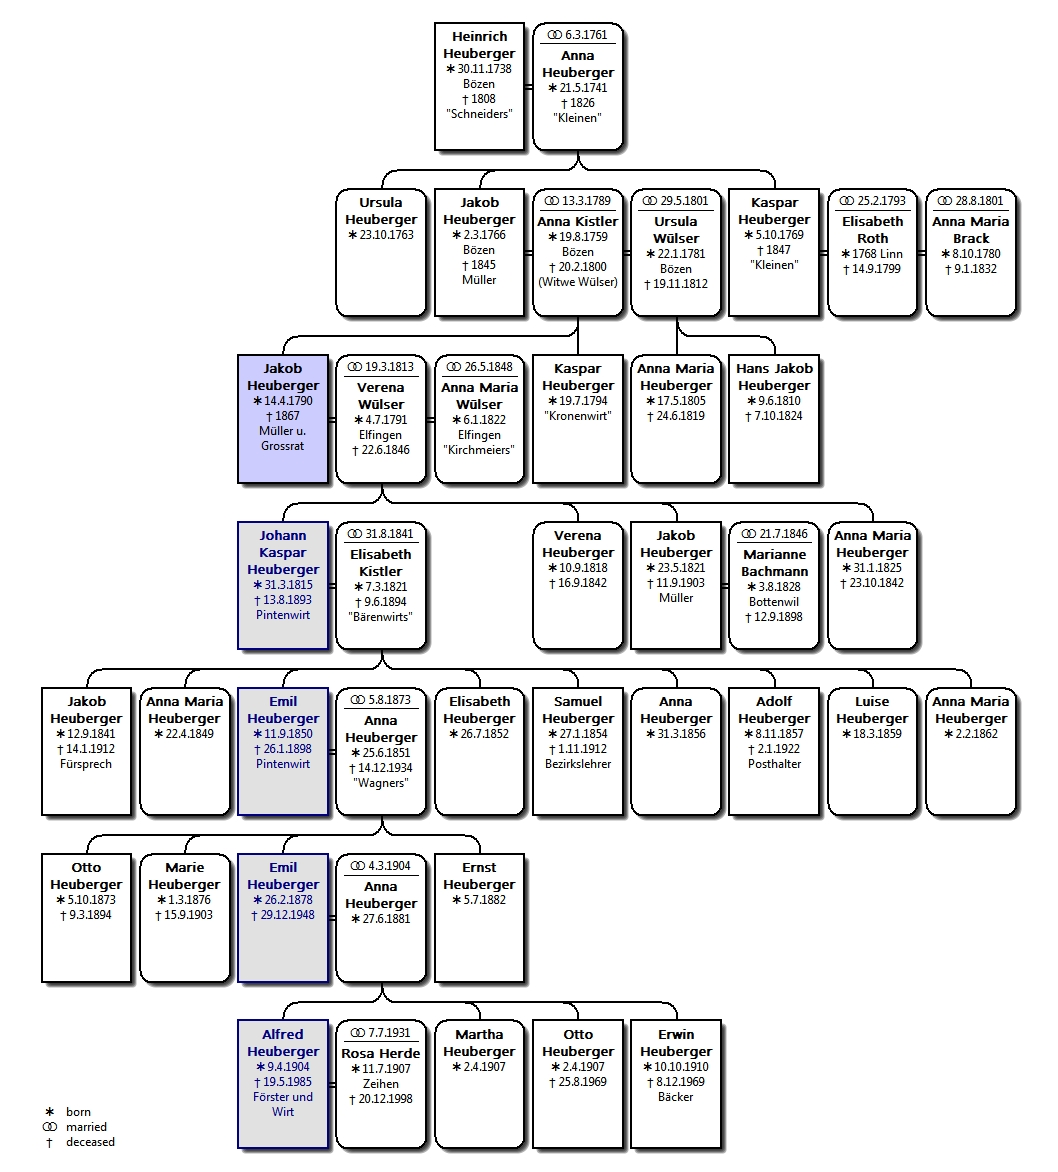 Heinrich
Heuberger
* 30.11.1738
Bözen
† 1808
"Schneiders"
⚭ 6.3.1761
Anna
Heuberger
* 21.5.1741
† 1826
"Kleinen"
Ursula
Heuberger
* 23.10.1763
Jakob
Heuberger
* 2.3.1766
Bözen
† 1845
Müller
⚭ 13.3.1789
Anna Kistler
* 19.8.1759
Bözen
† 20.2.1800
(Witwe Wülser)
⚭ 29.5.1801
Ursula
Wülser
* 22.1.1781
Bözen
† 19.11.1812
Kaspar
Heuberger
* 5.10.1769
† 1847
"Kleinen"
⚭ 25.2.1793
Elisabeth
Roth
* 1768 Linn
† 14.9.1799
⚭ 28.8.1801
Anna Maria
Brack
* 8.10.1780
† 9.1.1832
Jakob
Heuberger
* 14.4.1790
† 1867
Müller u.
Grossrat
⚭ 19.3.1813
Verena
Wülser
* 4.7.1791
Elfingen
† 22.6.1846
⚭ 26.5.1848
Anna Maria
Wülser
* 6.1.1822
Elfingen
"Kirchmeiers"
Kaspar
Heuberger
* 19.7.1794
"Kronenwirt"
Anna Maria
Heuberger
* 17.5.1805
† 24.6.1819
Hans Jakob
Heuberger
* 9.6.1810
† 7.10.1824
Johann
Kaspar
Heuberger
* 31.3.1815
† 13.8.1893
Pintenwirt
⚭ 31.8.1841
Elisabeth
Kistler
* 7.3.1821
† 9.6.1894
"Bärenwirts"
Verena
Heuberger
* 10.9.1818
† 16.9.1842
Jakob
Heuberger
* 23.5.1821
† 11.9.1903
Müller
⚭ 21.7.1846
Marianne
Bachmann
* 3.8.1828
Bottenwil
† 12.9.1898
Anna Maria
Heuberger
* 31.1.1825
† 23.10.1842
Jakob
Heuberger
* 12.9.1841
† 14.1.1912
Fürsprech
Anna Maria
Heuberger
* 22.4.1849
Emil
Heuberger
* 11.9.1850
† 26.1.1898
Pintenwirt
⚭ 5.8.1873
Anna
Heuberger
* 25.6.1851
† 14.12.1934
"Wagners"
Elisabeth
Heuberger
* 26.7.1852
Samuel
Heuberger
* 27.1.1854
† 1.11.1912
Bezirkslehrer
Anna
Heuberger
* 31.3.1856
Adolf
Heuberger
* 8.11.1857
† 2.1.1922
Posthalter
Luise
Heuberger
* 18.3.1859
Anna Maria
Heuberger
* 2.2.1862
Otto
Heuberger
* 5.10.1873
† 9.3.1894
Marie
Heuberger
* 1.3.1876
† 15.9.1903
Emil
Heuberger
* 26.2.1878
† 29.12.1948
⚭ 4.3.1904
Anna
Heuberger
* 27.6.1881
Ernst
Heuberger
* 5.7.1882
Alfred
Heuberger
* 9.4.1904
† 19.5.1985
Förster und
Wirt
⚭ 7.7.1931
Rosa Herde
* 11.7.1907
Zeihen
† 20.12.1998
Martha
Heuberger
* 2.4.1907
Otto
Heuberger
* 2.4.1907
† 25.8.1969
Erwin
Heuberger
* 10.10.1910
† 8.12.1969
Bäcker
* born
⚭ married
† deceased